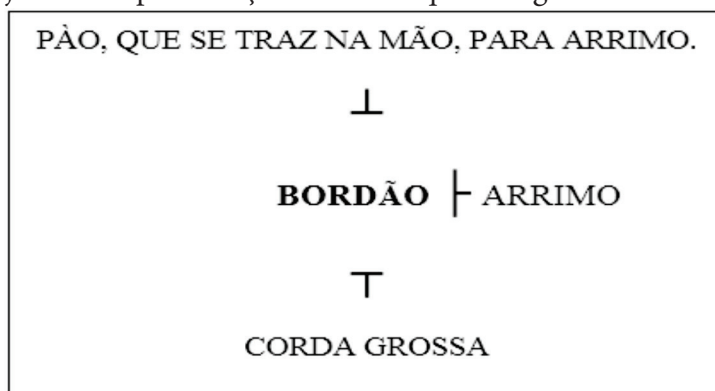 PÀO, QUE SE TRAZ NA MÃO, PARA ARRIMO.
⊥
BORDÃO ├ ARRIMO
┬
CORDA GROSSA